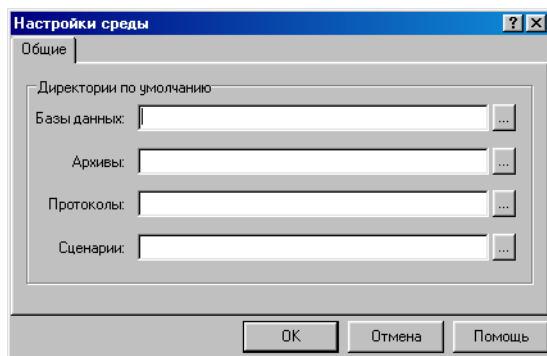 Настройки среды
Общие
Директории по умолчанию
Базы данных: ...
Архивы: ...
Протоколы: ...
Сценарии: ...
OK Отмена Помощь